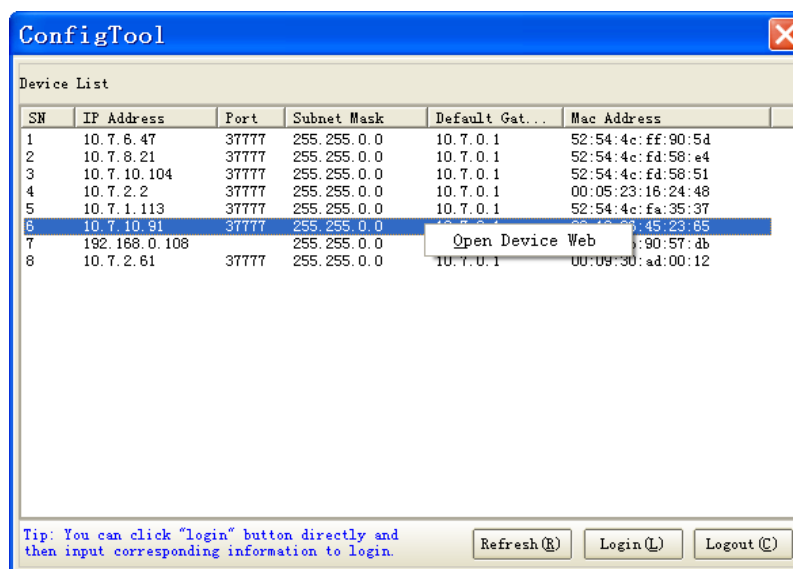 ConfigTool
Device List
SN IP Address Port Subnet Mask Default Gat... Mac Address
1 10.7.6.47 37777 255.255.0.0 10.7.0.1 52:54:4c:ff:90:5d
2 10.7.8.21 37777 255.255.0.0 10.7.0.1 52:54:4c:fd:58:e4
3 10.7.10.104 37777 255.255.0.0 10.7.0.1 52:54:4c:fd:58:51
4 10.7.2.2 37777 255.255.0.0 10.7.0.1 00:05:23:16:24:48
5 10.7.1.113 37777 255.255.0.0 10.7.0.1 52:54:4c:fa:35:37
6 10.7.10.91 37777 255.255.0.0 :45:23:65
Open Device Web
7 192.168.0.108 255.255.0.0 :90:57:db
8 10.7.2.61 37777 255.255.0.0 10.7.0.1 00:09:30:ad:00:12
Tip: You can click "login" button directly and
then input corresponding information to login.
Refresh(R) Login(L) Logout(C)